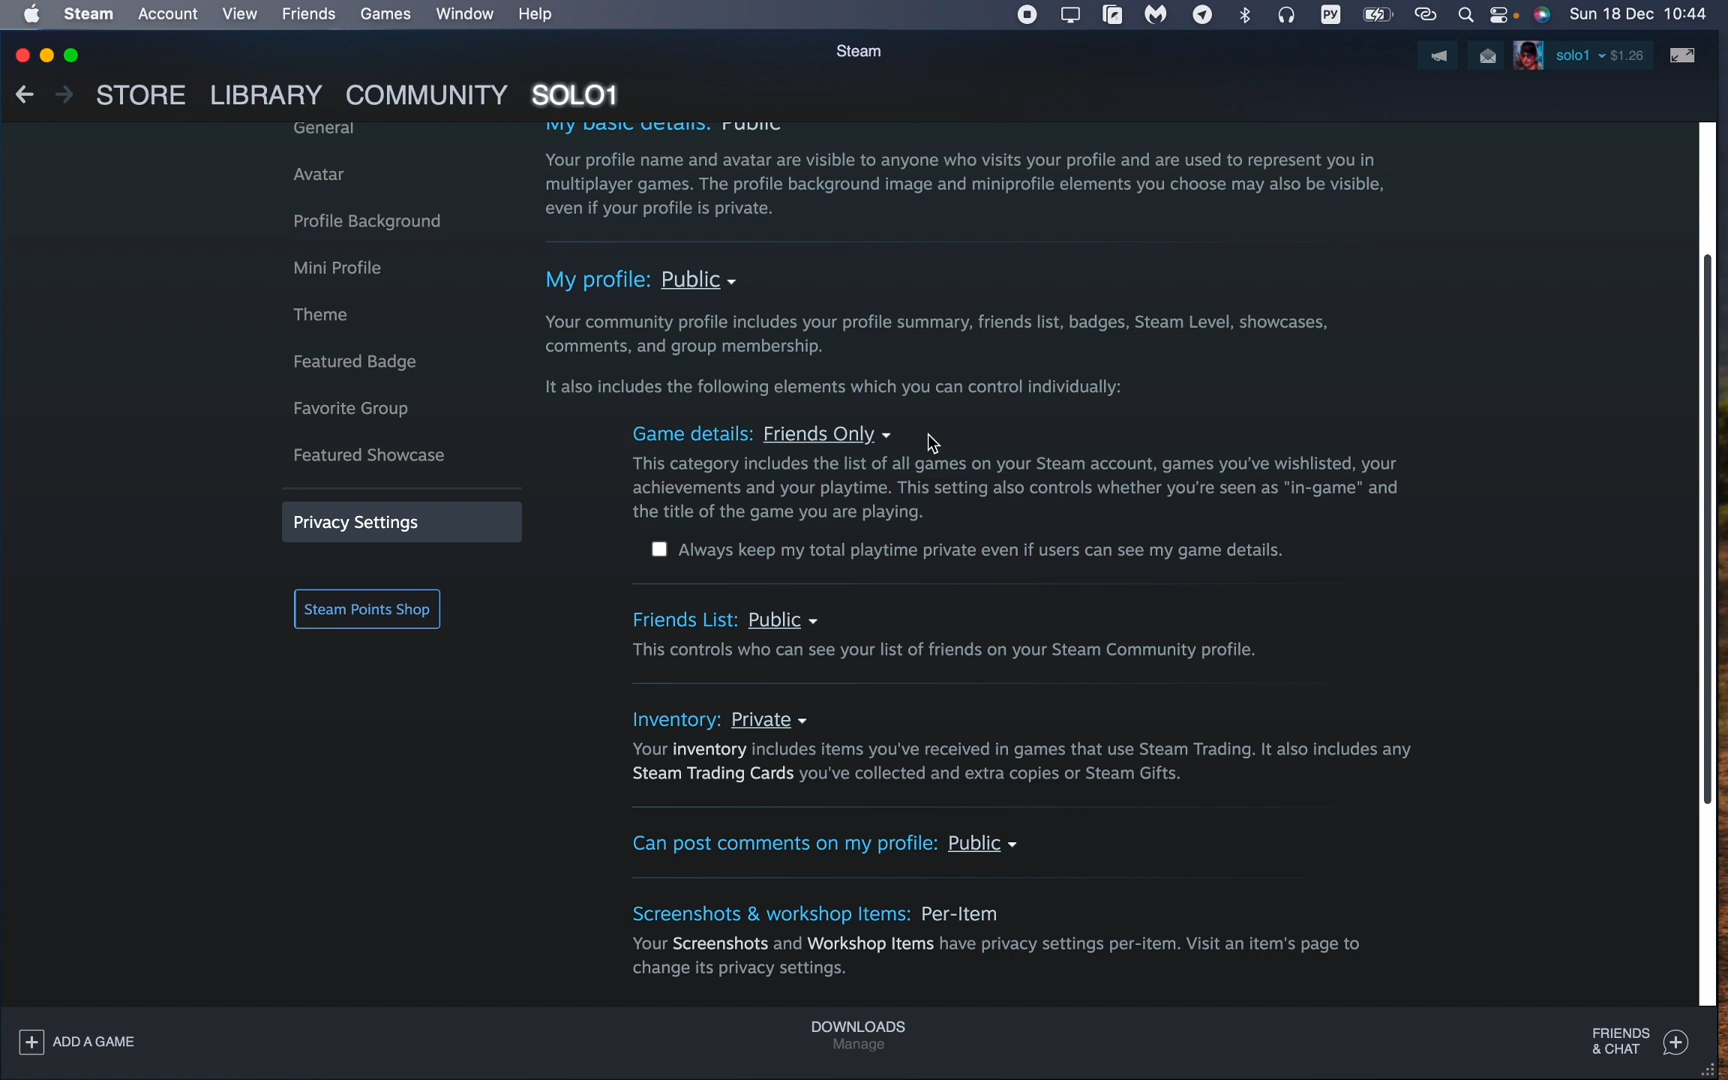 Steam Account View Friends Games Window Help РУ Sun 18 Dec 10:44
Steam
solo1 $1.26
STORE LIBRARY COMMUNITY SOLO1
General
Avatar
Profile Background
Mini Profile
Theme
Featured Badge
Favorite Group
Featured Showcase
Privacy Settings
Steam Points Shop
My basic details: Public
Your profile name and avatar are visible to anyone who visits your profile and are used to represent you in
multiplayer games. The profile background image and miniprofile elements you choose may also be visible,
even if your profile is private.
My profile: Public
Your community profile includes your profile summary, friends list, badges, Steam Level, showcases,
comments, and group membership.
It also includes the following elements which you can control individually:
Game details: Friends Only
This category includes the list of all games on your Steam account, games you've wishlisted, your
achievements and your playtime. This setting also controls whether you're seen as "in-game" and
the title of the game you are playing.
Always keep my total playtime private even if users can see my game details.
Friends List: Public
This controls who can see your list of friends on your Steam Community profile.
Inventory: Private
Your inventory includes items you've received in games that use Steam Trading. It also includes any
Steam Trading Cards you've collected and extra copies or Steam Gifts.
Can post comments on my profile: Public
Screenshots & workshop Items: Per-Item
Your Screenshots and Workshop Items have privacy settings per-item. Visit an item's page to
change its privacy settings.
ADD A GAME
DOWNLOADS
Manage
FRIENDS
& CHAT